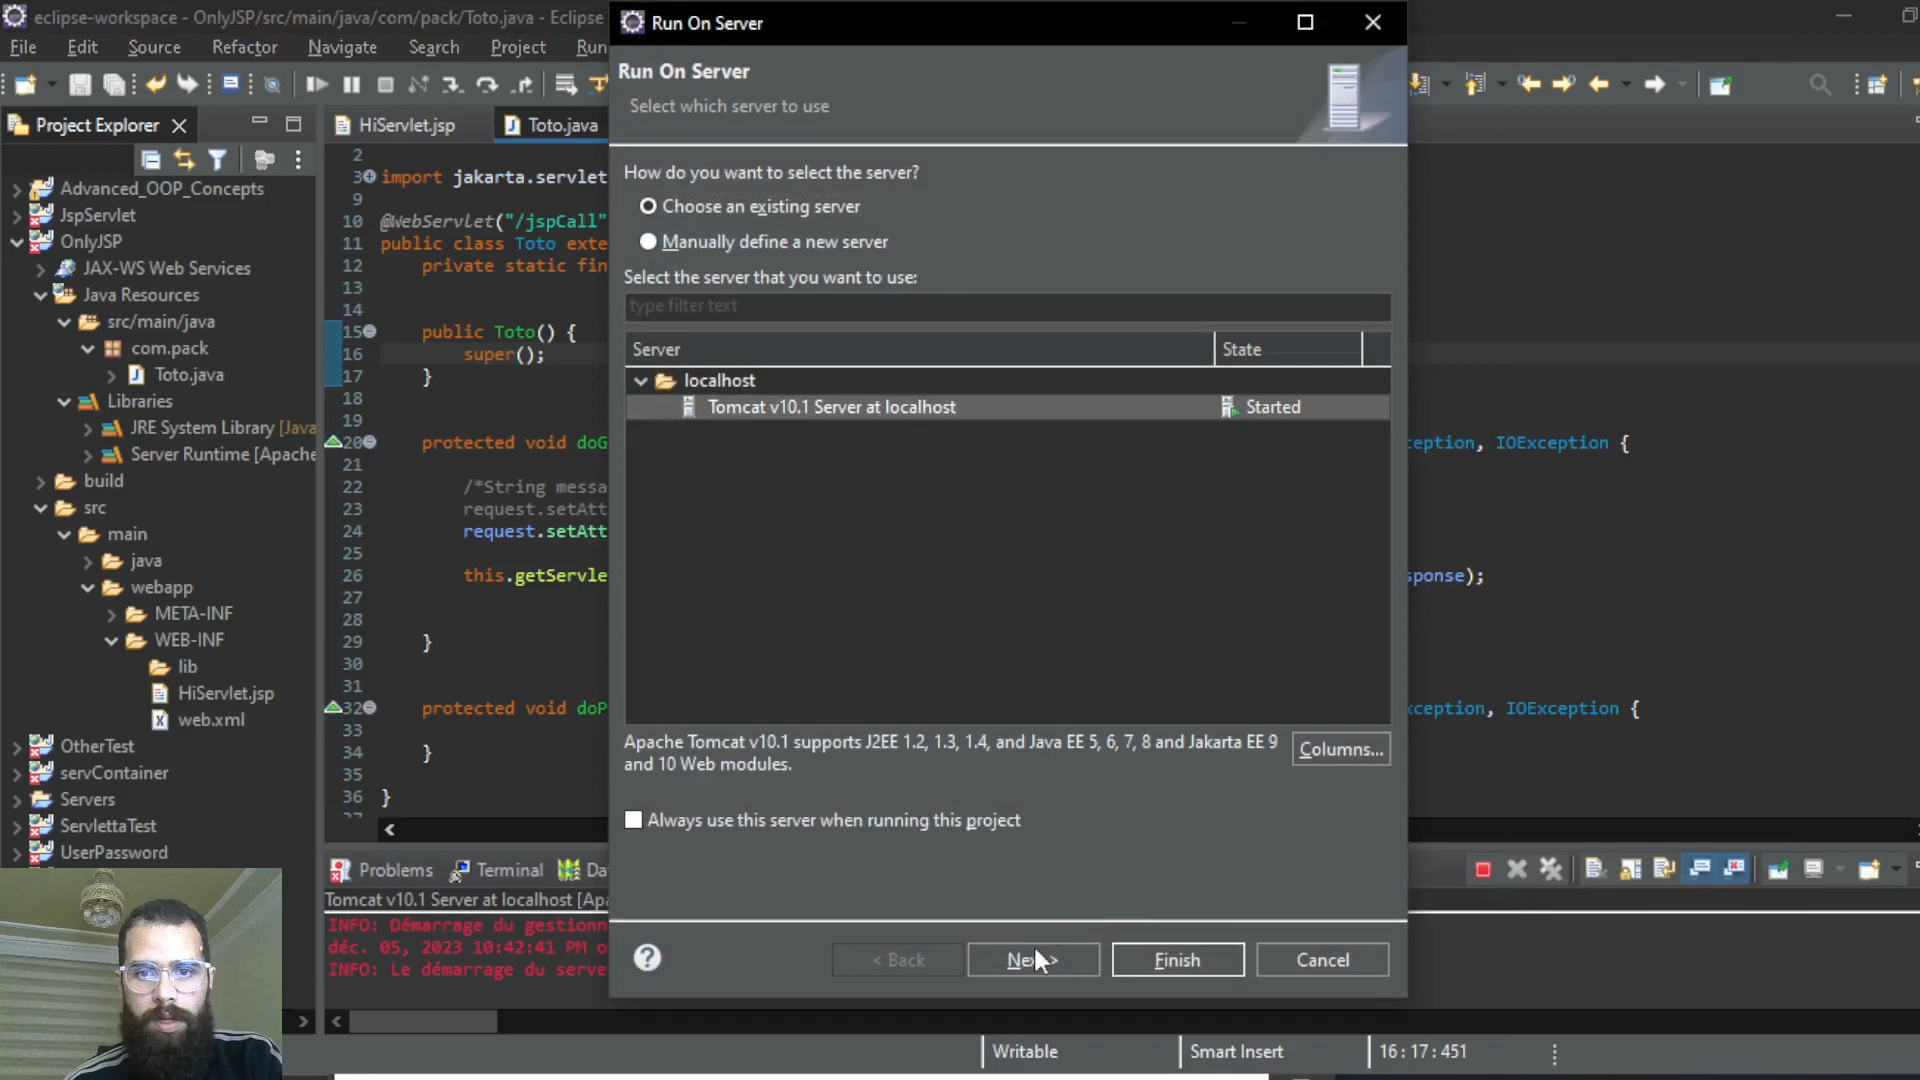 eclipse-workspace - OnlyJSP/src/main/java/com/pack/Toto.java - Eclipse
Run On Server
File Edit Source Refactor Navigate Search Project Run
Run On Server
Select which server to use
Project Explorer
HiServlet.jsp
Toto.java
How do you want to select the server?
Choose an existing server
Manually define a new server
Select the server that you want to use:
type filter text
Server State
localhost
Tomcat v10.1 Server at localhost Started
Apache Tomcat v10.1 supports J2EE 1.2, 1.3, 1.4, and Java EE 5, 6, 7, 8 and Jakarta EE 9
and 10 Web modules.
Columns...
Always use this server when running this project
< Back
Finish
Cancel
Advanced_OOP_Concepts
JspServlet
OnlyJSP
JAX-WS Web Services
Java Resources
src/main/java
com.pack
Toto.java
Libraries
JRE System Library [Java
Server Runtime [Apache
build
src
main
java
webapp
META-INF
WEB-INF
lib
HiServlet.jsp
web.xml
OtherTest
servContainer
Servers
ServlettaTest
UserPassword
2
3 import jakarta.servlet
9
10 @WebServlet("/jspCall"
11 public class Toto exte
12 private static fin
13
14
15 public Toto() {
16 super();
17 }
18
19
20 protected void doG
eption, IOException {
21
22 /*String messa
23 request.setAtt
24 request.setAtt
25
26 this.getServle
sponse);
27
28
29 }
30
31
32 protected void doP
ception, IOException {
33
34 }
35
36 }
Problems
Terminal
Da
Tomcat v10.1 Server at localhost [Apa
INFO: Démarrage du gestionn
déc. 05, 2023 10:42:41 PM o
INFO: Le démarrage du serve
Writable
Smart Insert
16 : 17 : 451